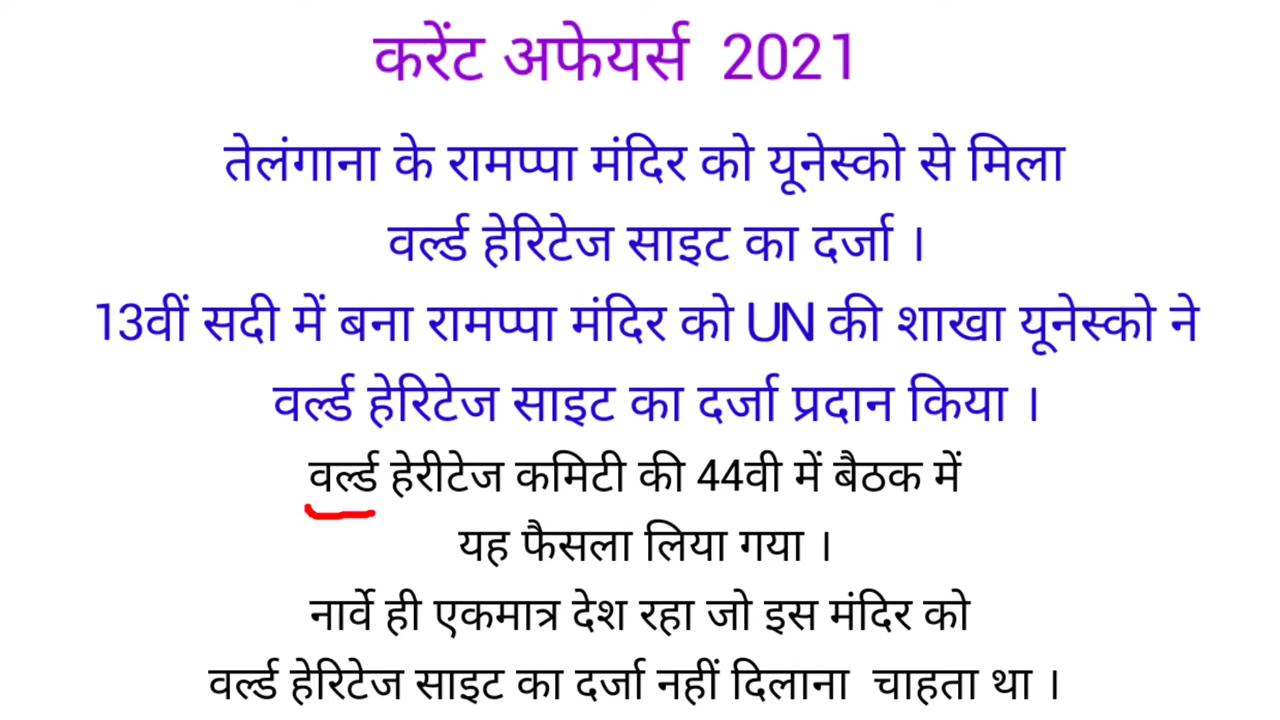 करेंट अफेयर्स 2021
तेलंगाना के रामप्पा मंदिर को यूनेस्को से मिला
वर्ल्ड हेरिटेज साइट का दर्जा ।
13वीं सदी में बना रामप्पा मंदिर को UN की शाखा यूनेस्को ने
वर्ल्ड हेरिटेज साइट का दर्जा प्रदान किया ।
वर्ल्ड हेरीटेज कमिटी की 44वी में बैठक में
यह फैसला लिया गया ।
नार्वे ही एकमात्र देश रहा जो इस मंदिर को
वर्ल्ड हेरिटेज साइट का दर्जा नहीं दिलाना चाहता था ।